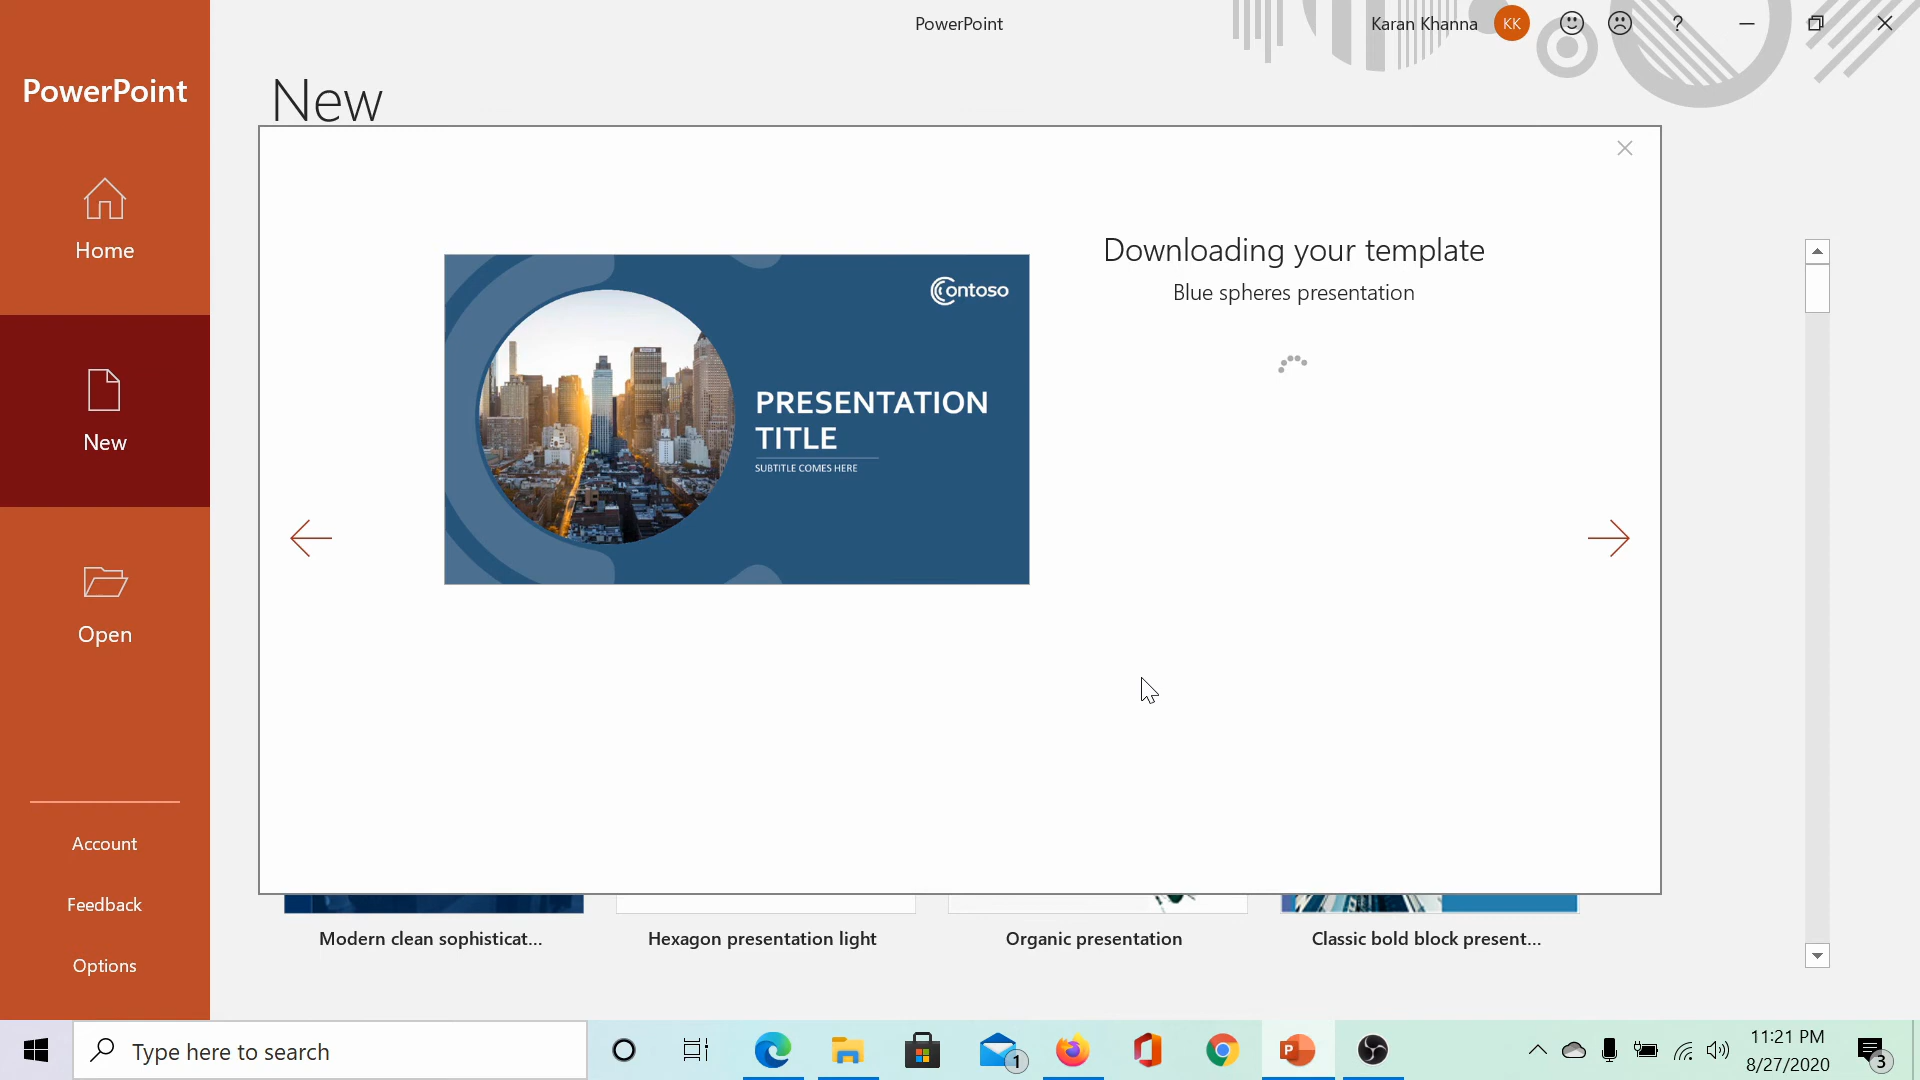 PowerPoint
Karan Khanna
KK
?
PowerPoint
New
Home
New
Open
Account
Feedback
Options
Contoso
PRESENTATION
TITLE
SUBTITLE COMES HERE
Downloading your template
Blue spheres presentation
Modern clean sophisticat...
Hexagon presentation light
Organic presentation
Classic bold block present...
Type here to search
1
P
11:21 PM
8/27/2020
3